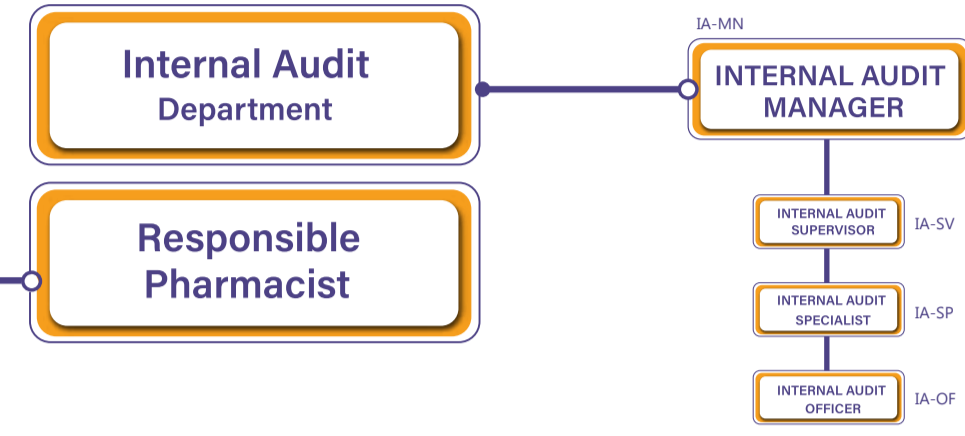 Internal Audit
Department
Responsible
Pharmacist
IA-MN
INTERNAL AUDIT
MANAGER
INTERNAL AUDIT
SUPERVISOR
IA-SV
INTERNAL AUDIT
SPECIALIST
IA-SP
INTERNAL AUDIT
OFFICER
IA-OF